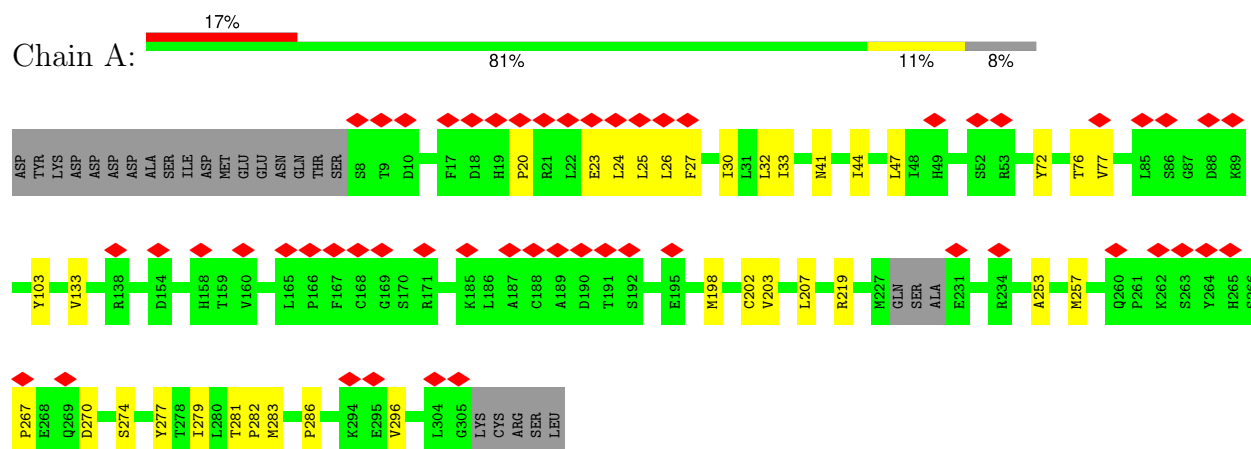 17%
Chain A:
81% 11% 8%
ASP TYR LYS ASP ASP ASP ASP ALA SER ILE ASP MET GLU GLU ASN GLN THR SER S8 T9 D10 F17 D18 H19 P20 R21 L22 E23 L24 L25 L26 F27 I30 L31 L32 I33 N41 I44 L47 I48 H49 S52 R53 Y72 T76 V77 L85 S86 G87 D88 K89
Y103 V133 R138 D154 H158 T159 V160 L165 P166 F167 C168 G169 S170 R171 K185 L186 A187 C188 A189 D190 T191 S192 E195 M198 C202 V203 L207 R219 M227 GLN SER ALA E231 R234 A253 M257 Q260 P261 K262 S263 Y264 H265
P267 E268 Q269 D270 S274 Y277 T278 I279 L280 T281 P282 M283 P286 K294 E295 V296 L304 G305 LYS CYS ARG SER LEU